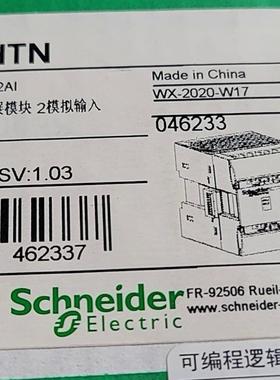 NTN
2AI
展模块 2模拟输入
Made in China
WX-2020-W17
046233
SV:1.03
462337
Schneider
Electric
FR-92506 Rueil-
www.schneider-
可编程逻辑